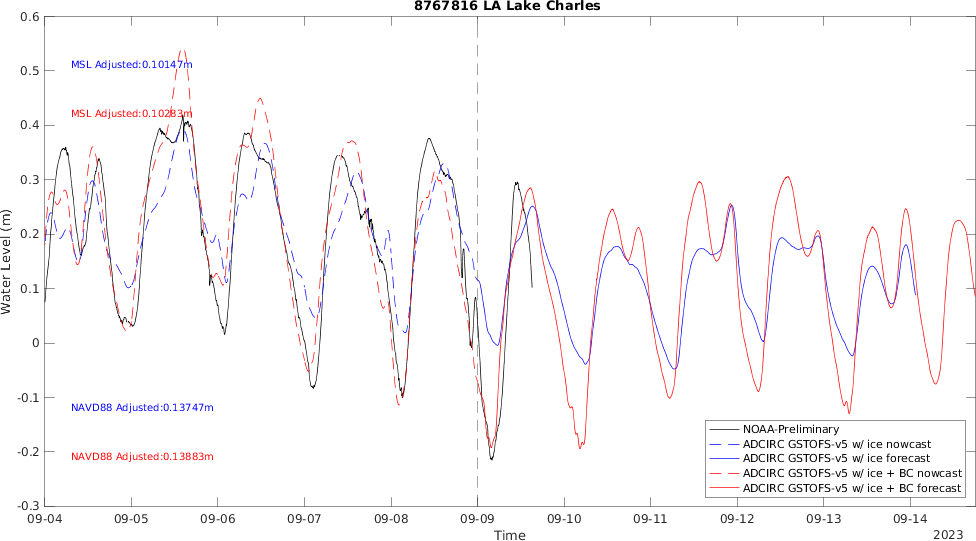 8767816 LA Lake Charles
0.6
0.5
0.4
0.3
0.2
0.1
0
-0.1
-0.2
-0.3
Water Level (m)
MSL Adjusted:0.10147m
MSL Adjusted:0.10283m
NAVD88 Adjusted:0.13747m
NAVD88 Adjusted:0.13883m
NOAA-Preliminary
ADCIRC GSTOFS-v5 w/ ice nowcast
ADCIRC GSTOFS-v5 w/ ice forecast
ADCIRC GSTOFS-v5 w/ ice + BC nowcast
ADCIRC GSTOFS-v5 w/ ice + BC forecast
09-04 09-05 09-06 09-07 09-08 09-09 09-10 09-11 09-12 09-13 09-14
Time
2023